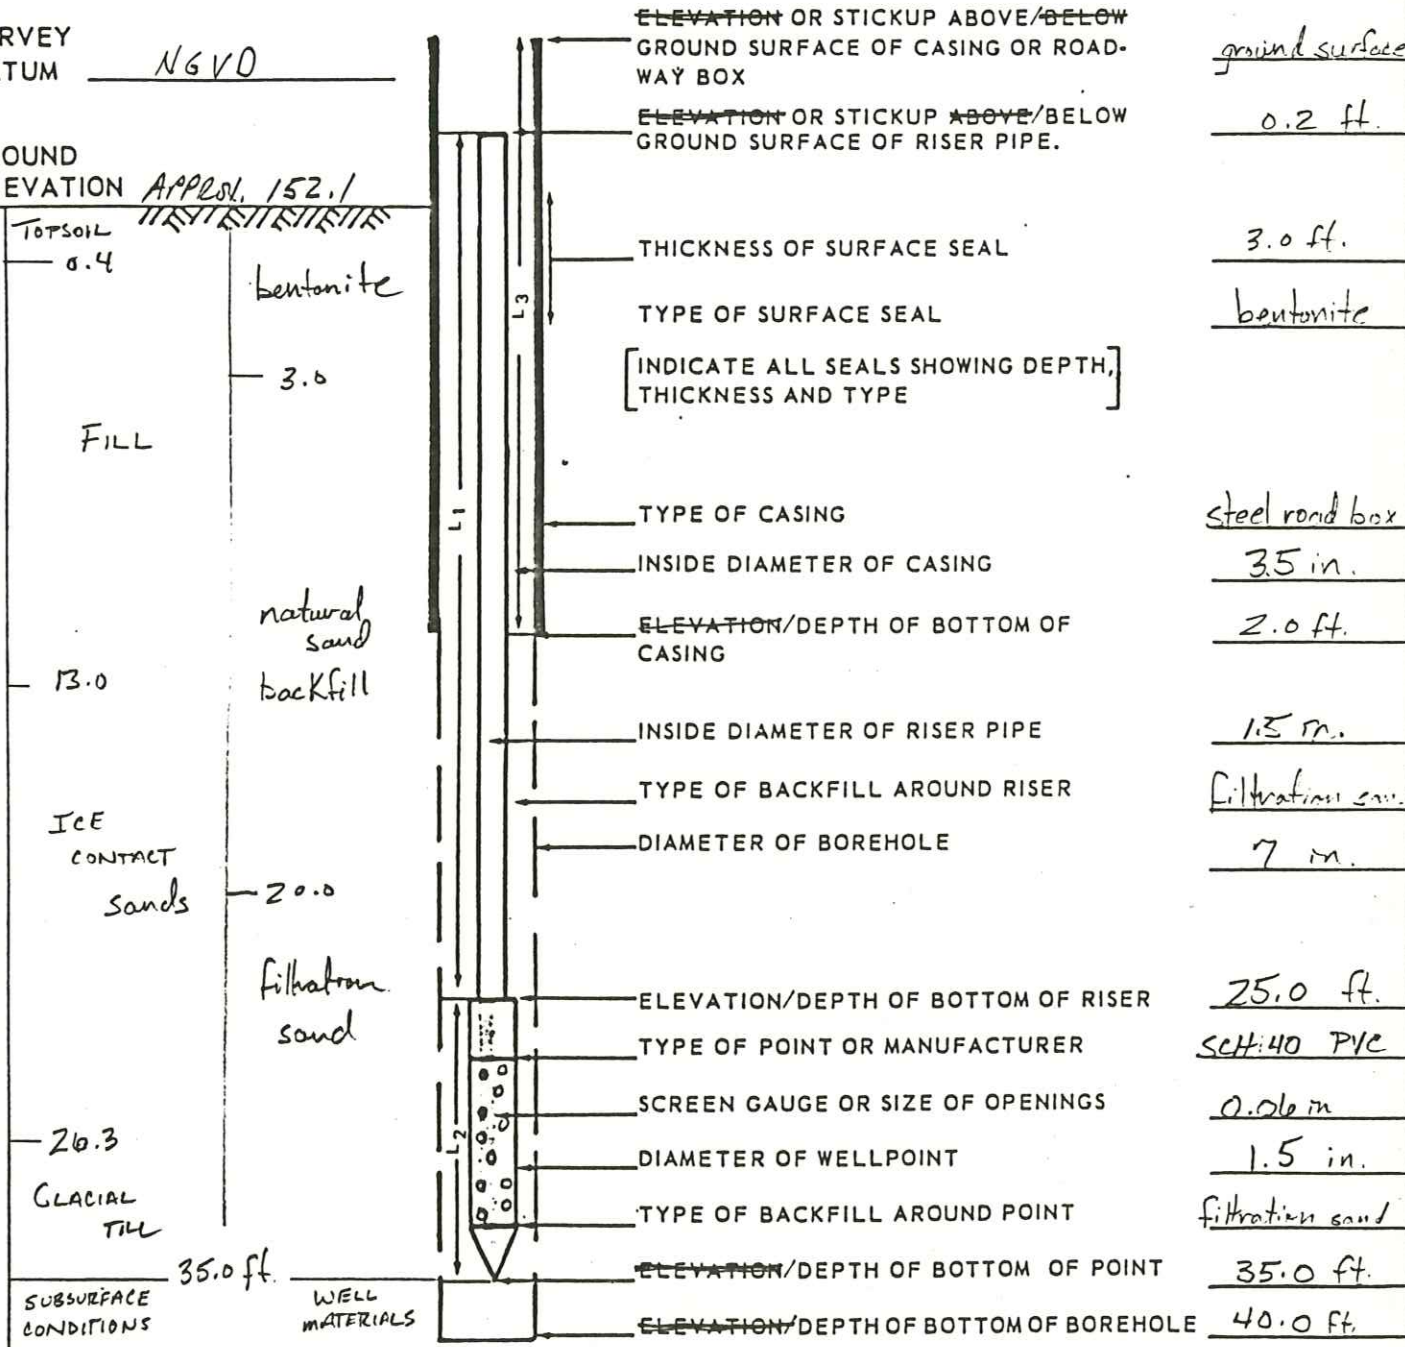 RVEY
TUM NGVD
OUND
EVATION APPROX. 152.1
TOPSOIL
0.4
bentonite
3.0
FILL
natural
sand
backfill
13.0
ICE
CONTACT
sands
20.0
filtration
sand
26.3
GLACIAL
TILL
35.0 ft.
SUBSURFACE
CONDITIONS
WELL
MATERIALS
L1
L3
L2
ELEVATION OR STICKUP ABOVE/BELOW
GROUND SURFACE OF CASING OR ROAD-
WAY BOX
ground surface
ELEVATION OR STICKUP ABOVE/BELOW
GROUND SURFACE OF RISER PIPE.
0.2 ft.
THICKNESS OF SURFACE SEAL 3.0 ft.
TYPE OF SURFACE SEAL bentonite
[INDICATE ALL SEALS SHOWING DEPTH,
THICKNESS AND TYPE]
TYPE OF CASING steel road box
INSIDE DIAMETER OF CASING 3.5 in.
ELEVATION/DEPTH OF BOTTOM OF
CASING
2.0 ft.
INSIDE DIAMETER OF RISER PIPE 1.5 in.
TYPE OF BACKFILL AROUND RISER filtration
DIAMETER OF BOREHOLE 7 in.
ELEVATION/DEPTH OF BOTTOM OF RISER 25.0 ft.
TYPE OF POINT OR MANUFACTURER SCH:40 PVC
SCREEN GAUGE OR SIZE OF OPENINGS 0.06 in
DIAMETER OF WELLPOINT 1.5 in.
TYPE OF BACKFILL AROUND POINT filtration sand
ELEVATION/DEPTH OF BOTTOM OF POINT 35.0 ft.
ELEVATION/DEPTH OF BOTTOM OF BOREHOLE 40.0 ft.